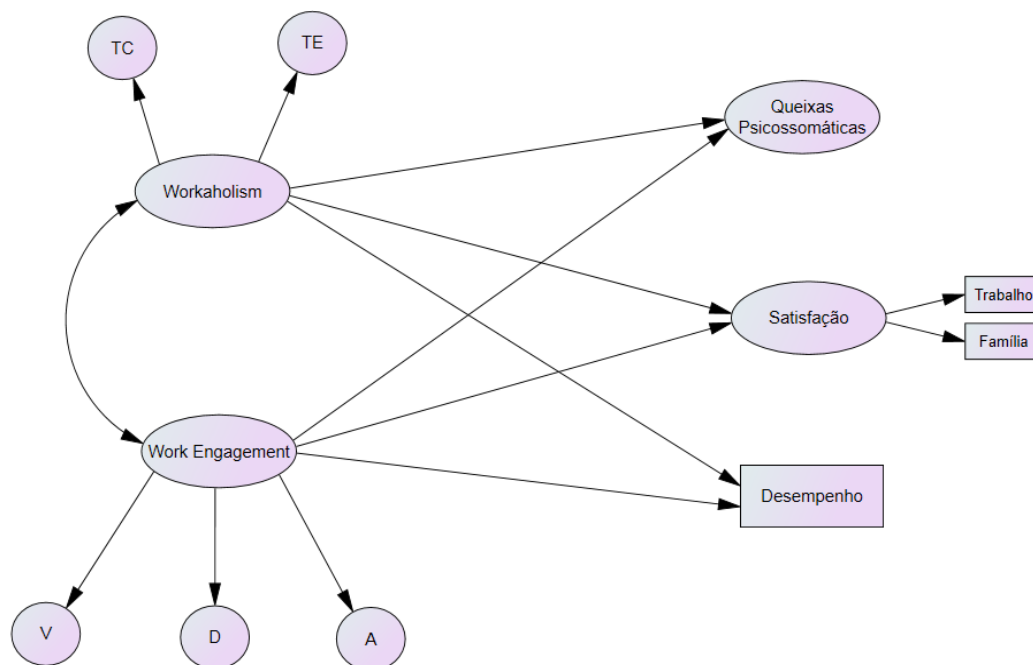 TC
TE
Queixas
Psicossomáticas
Workaholism
Trabalho
Satisfação
Família
Work Engagement
Desempenho
V
D
A